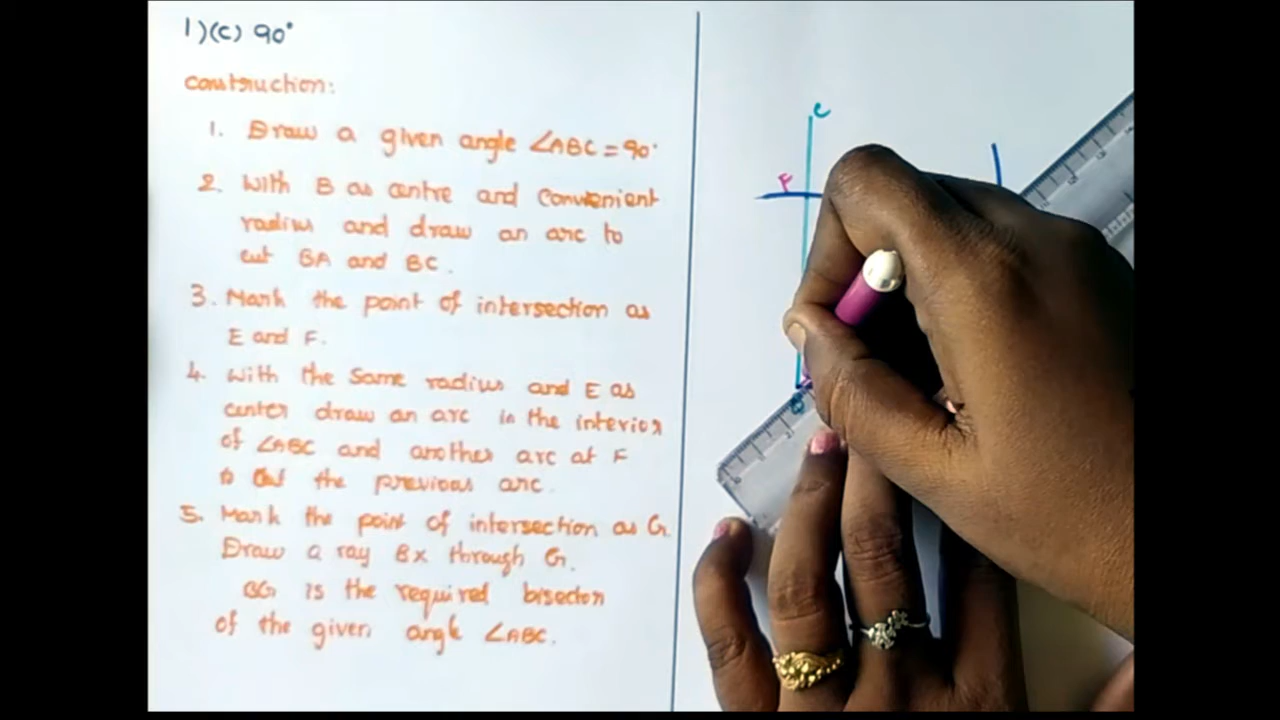 1)(C) 90°
Construction:
1. Draw a given angle ∠ABC = 90°
2. With B as centre and Convenient
radius and draw an arc to
cut BA and BC.
3. Mark the point of intersection as
E and F.
4. With the Same radius and E as
center draw an arc in the interior
of ∠ABC and another arc at F
to cut the previous arc.
5. Mark the point of intersection as G.
Draw a ray BX through G.
BG is the required bisector
of the given angle ∠ABC.
C
F
B